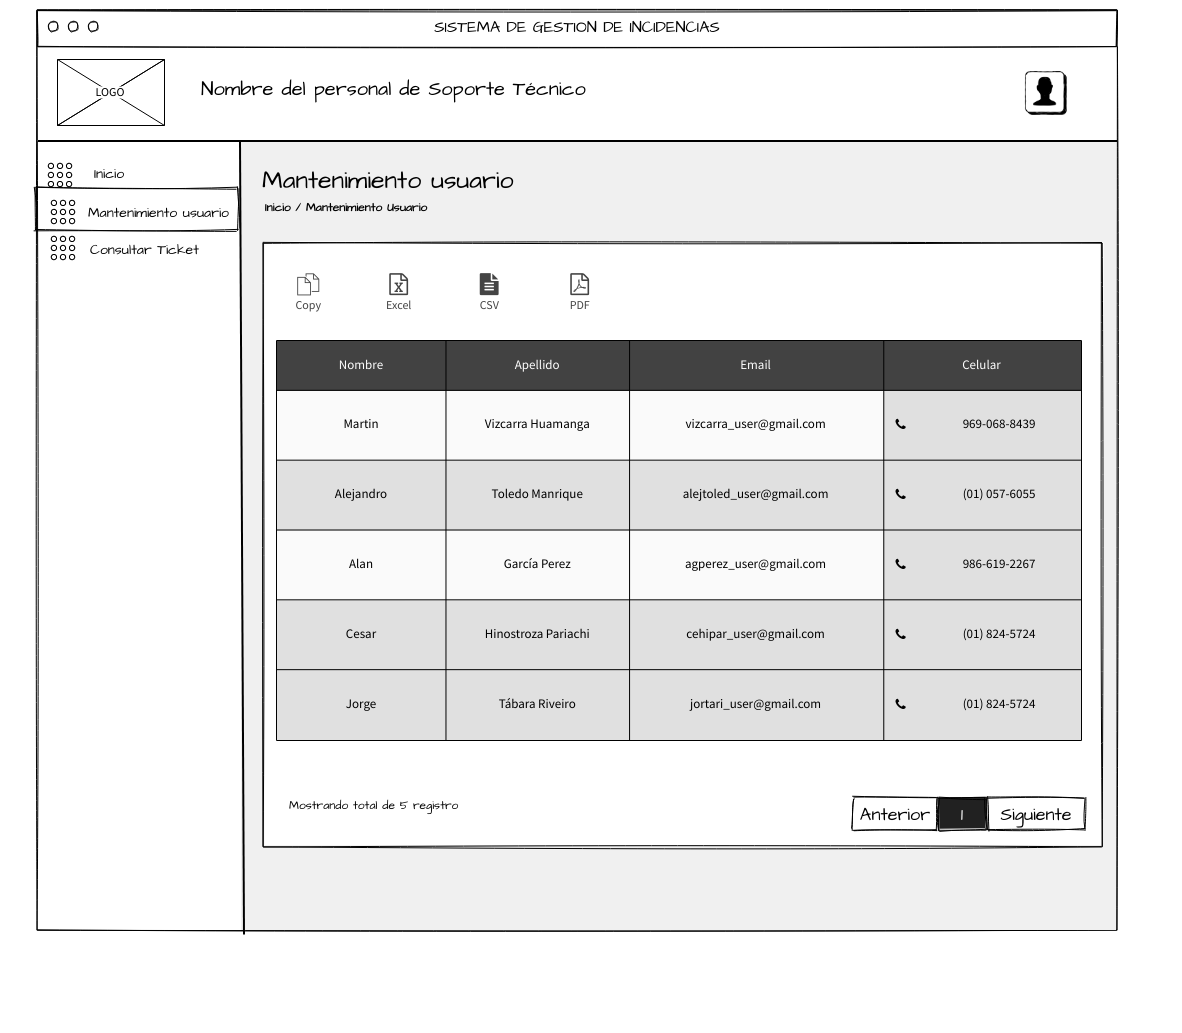 SISTEMA DE GESTION DE INCIDENCIAS
LOGO
Nombre del personal de Soporte Técnico
Inicio
Mantenimiento usuario
Consultar Ticket
Mantenimiento usuario
Inicio / Mantenimiento Usuario
Copy Excel CSV PDF
Nombre Apellido Email Celular
Martin Vizcarra Huamanga vizcarra_user@gmail.com 969-068-8439
Alejandro Toledo Manrique alejtoled_user@gmail.com (01) 057-6055
Alan García Perez agperez_user@gmail.com 986-619-2267
Cesar Hinostroza Pariachi cehipar_user@gmail.com (01) 824-5724
Jorge Tábara Riveiro jortari_user@gmail.com (01) 824-5724
Mostrando total de 5 registro
Anterior 1 Siguiente